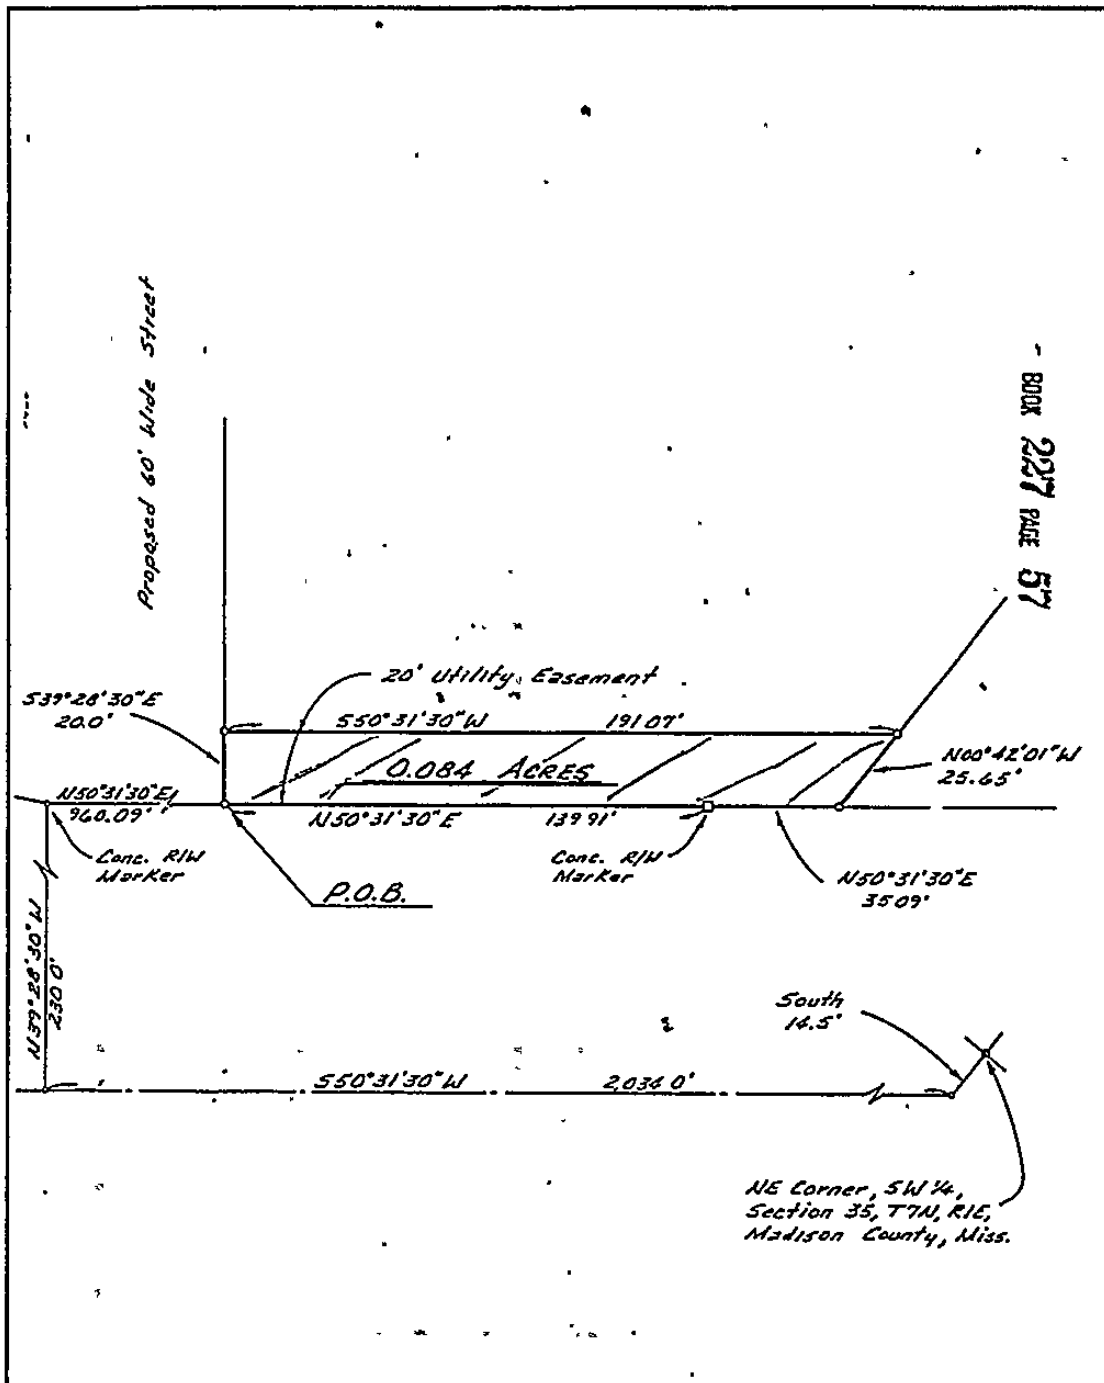 Proposed 60' Wide Street
BOOK 227 PAGE 57
20' Utility Easement
S39°28'30"E
20.0'
S50°31'30"W 191.07'
N00°42'01"W
25.65'
0.084 ACRES
N50°31'30"E
960.09'
N50°31'30"E 139.91'
Conc. R/W
Marker
Conc. R/W
Marker
N50°31'30"E
35.09'
P.O.B.
N39°28'30"W
230.0'
South
14.5'
S50°31'30"W 2,034.0'
NE Corner, SW 1/4,
Section 35, T7N, R1E,
Madison County, Miss.